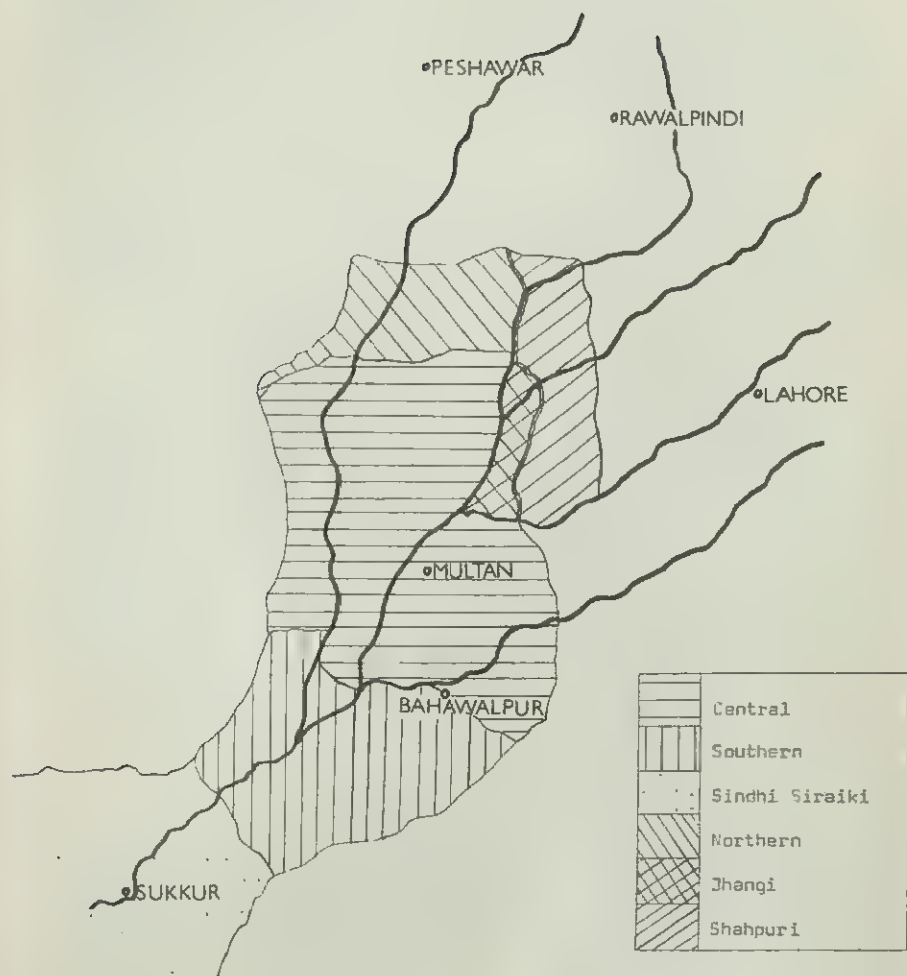 PESHAWAR
RAWALPINDI
LAHORE
MULTAN
BAHAWALPUR
SUKKUR
Central
Southern
Sindhi Siraiki
Northern
Jhangi
Shahpuri